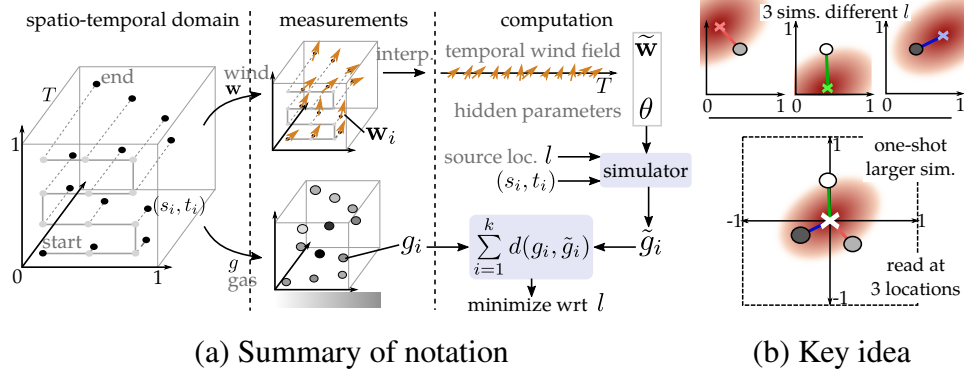 spatio-temporal domain
measurements
computation
T
end
1
(s_i, t_i)
start
0
1
wind
w
w_i
g
gas
g_i
interp.
temporal wind field
T
w̃
hidden parameters
θ
source loc. l
(s_i, t_i)
simulator
k
∑ d(g_i, g̃_i)
i=1
g̃_i
minimize wrt l
(a) Summary of notation
3 sims. different l
1
1
1
0
1
0
1
0
1
one-shot
larger sim.
1
-1
1
-1
read at
3 locations
(b) Key idea